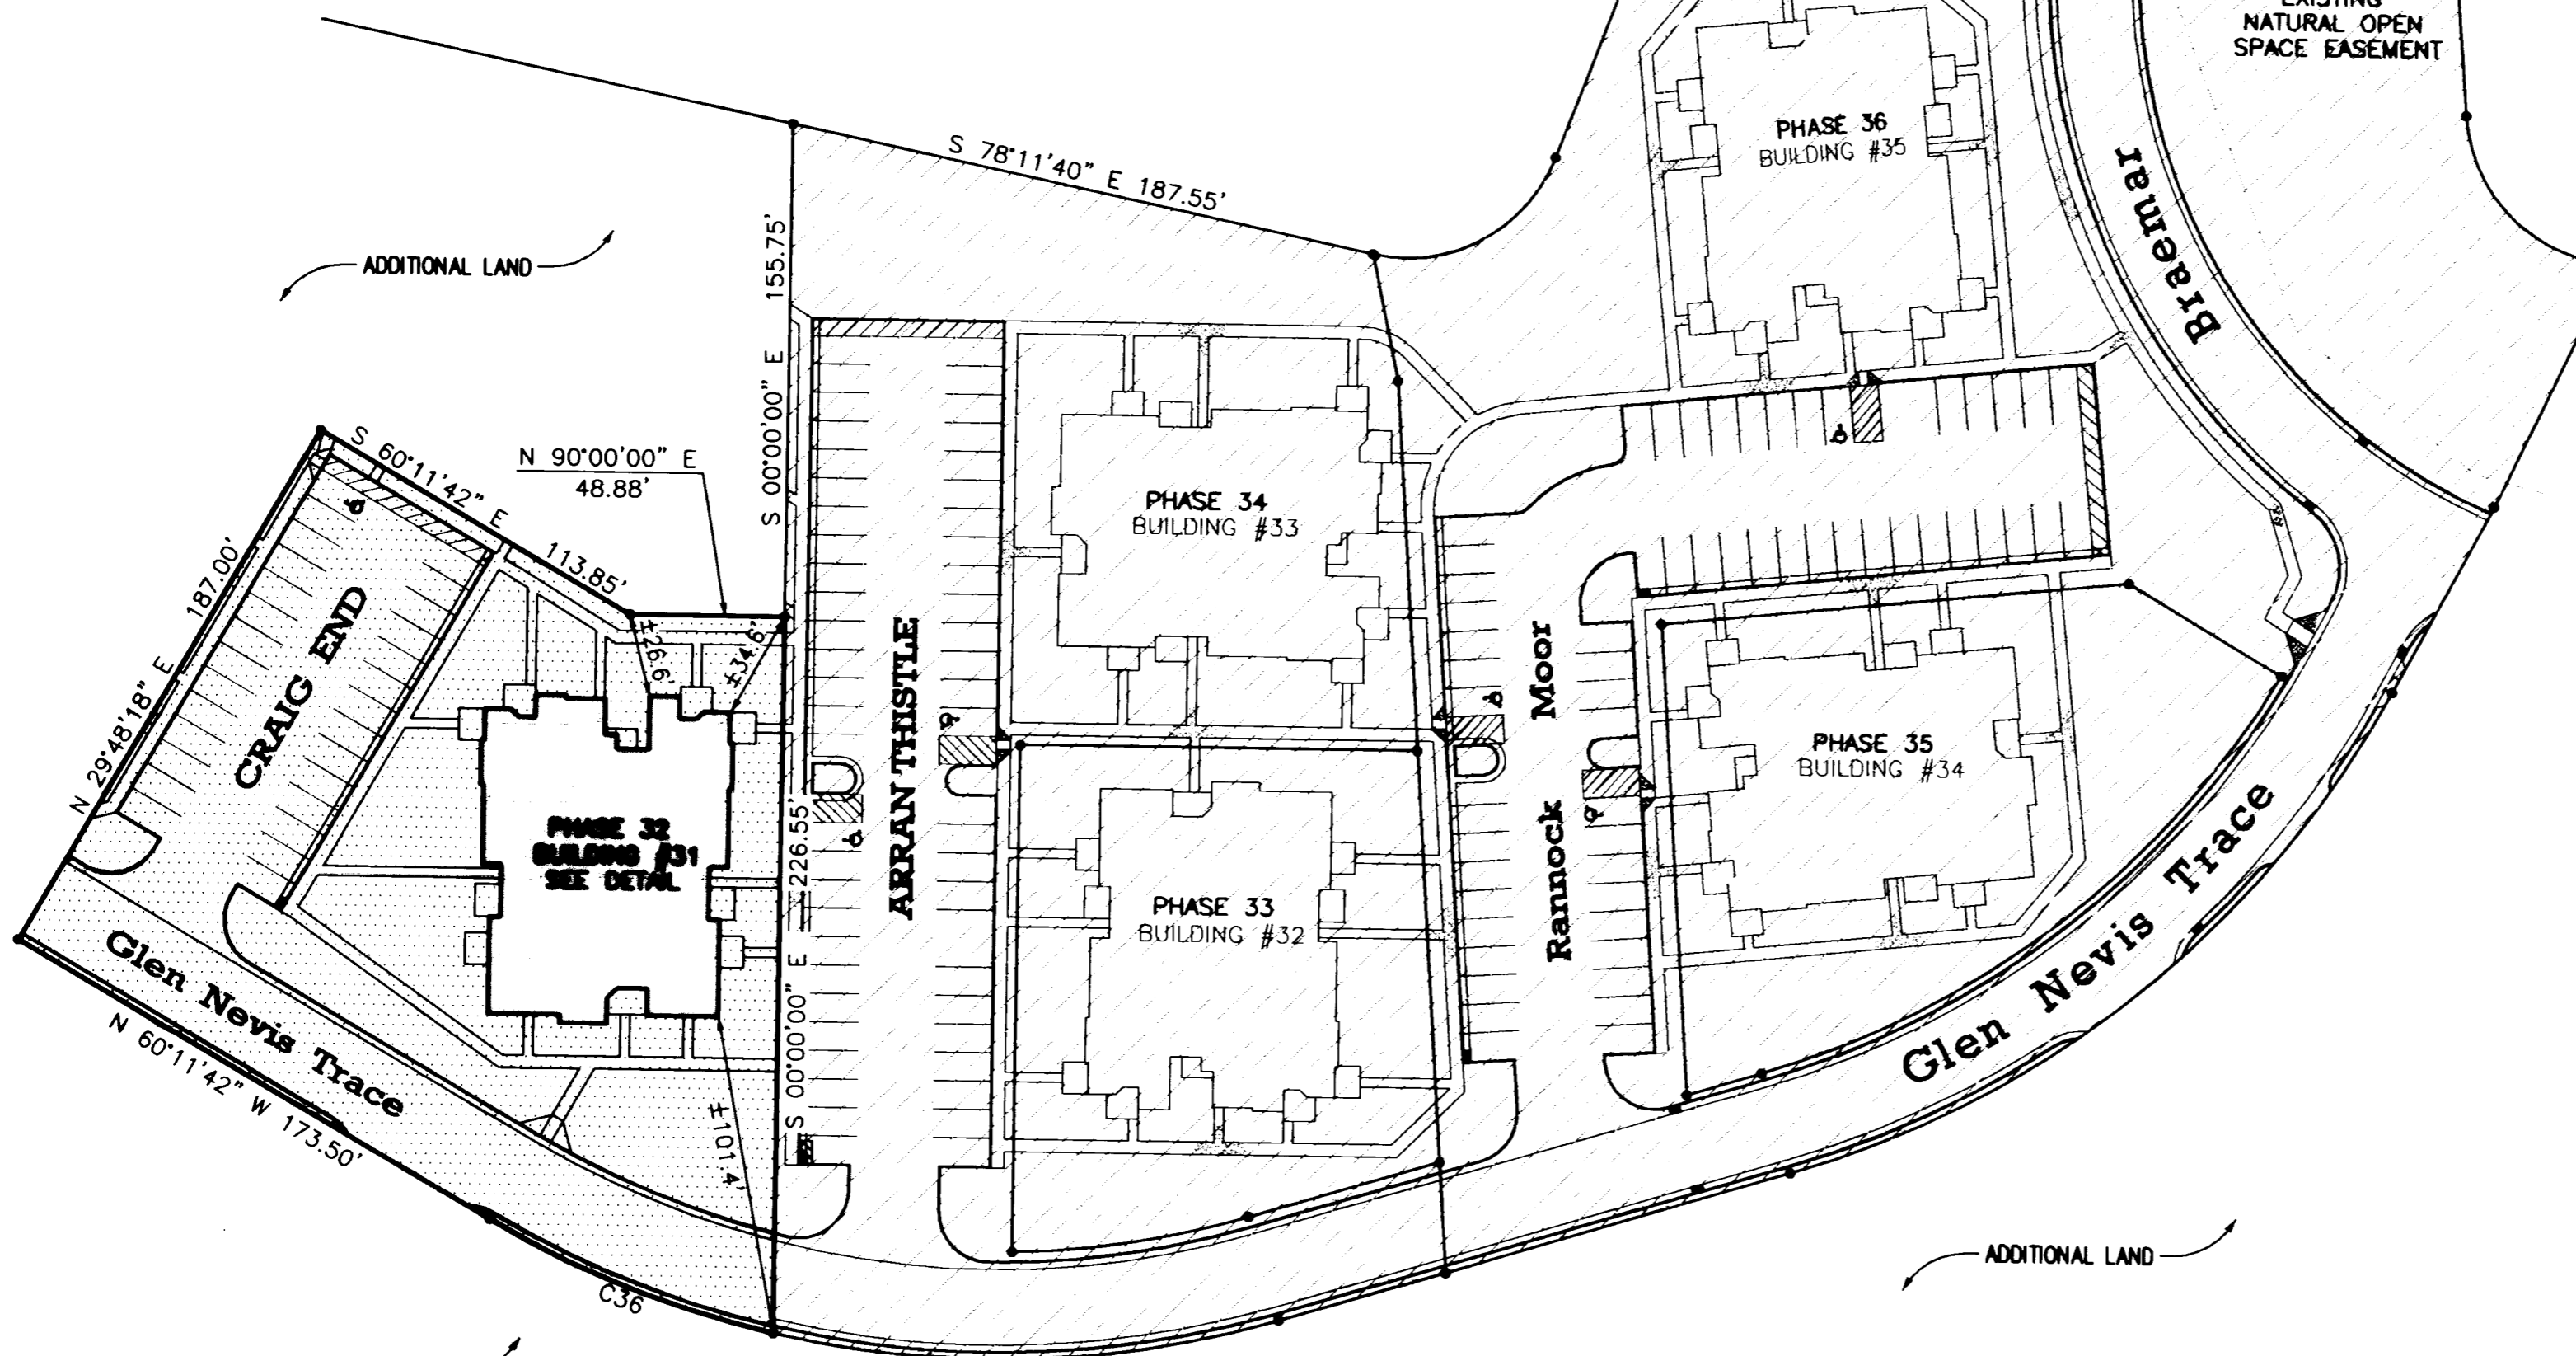 EXISTING
NATURAL OPEN
SPACE EASEMENT
S 78°11'40" E 187.55'
PHASE 36
BUILDING #35
Braemar
ADDITIONAL LAND
S 00°00'00" E 155.75'
S 60°11'42" E 113.85'
N 90°00'00" E
48.88'
N 29°48'18" E 187.00'
CRAIG END
±26.6'
±34.6'
PHASE 34
BUILDING #33
ARRAN THISTLE
Rannock Moor
PHASE 35
BUILDING #34
PHASE 32
BUILDING #31
SEE DETAIL
S 00°00'00" E 226.55'
PHASE 33
BUILDING #32
Glen Nevis Trace
Glen Nevis Trace
N 60°11'42" W 173.50'
±101.4'
C36
ADDITIONAL LAND